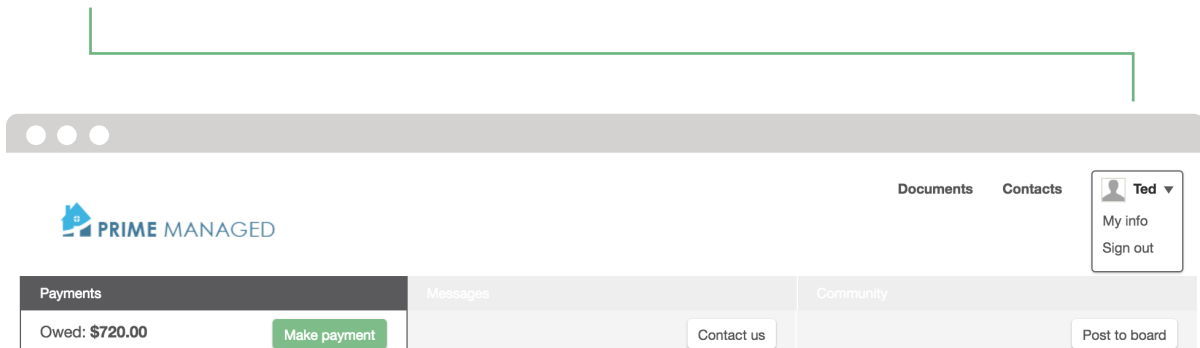 Documents Contacts Ted
My info
Sign out
PRIME MANAGED
Payments Messages Community
Owed: $720.00 Make payment Contact us Post to board